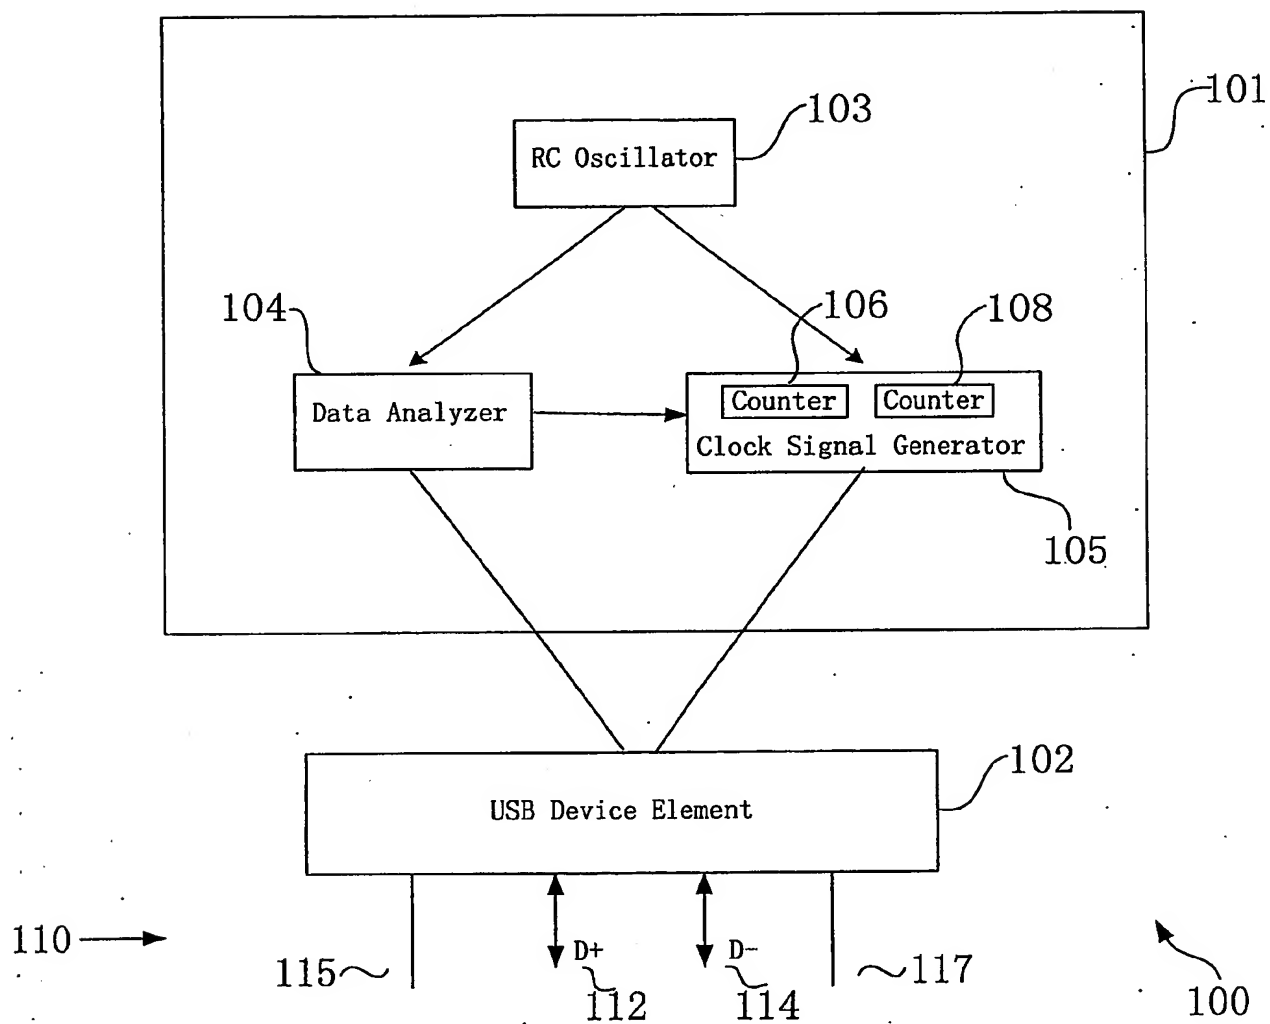 101
103
RC Oscillator
104
106
108
Data Analyzer
Counter
Counter
Clock Signal Generator
105
102
USB Device Element
110
115
D+
112
D-
114
117
100